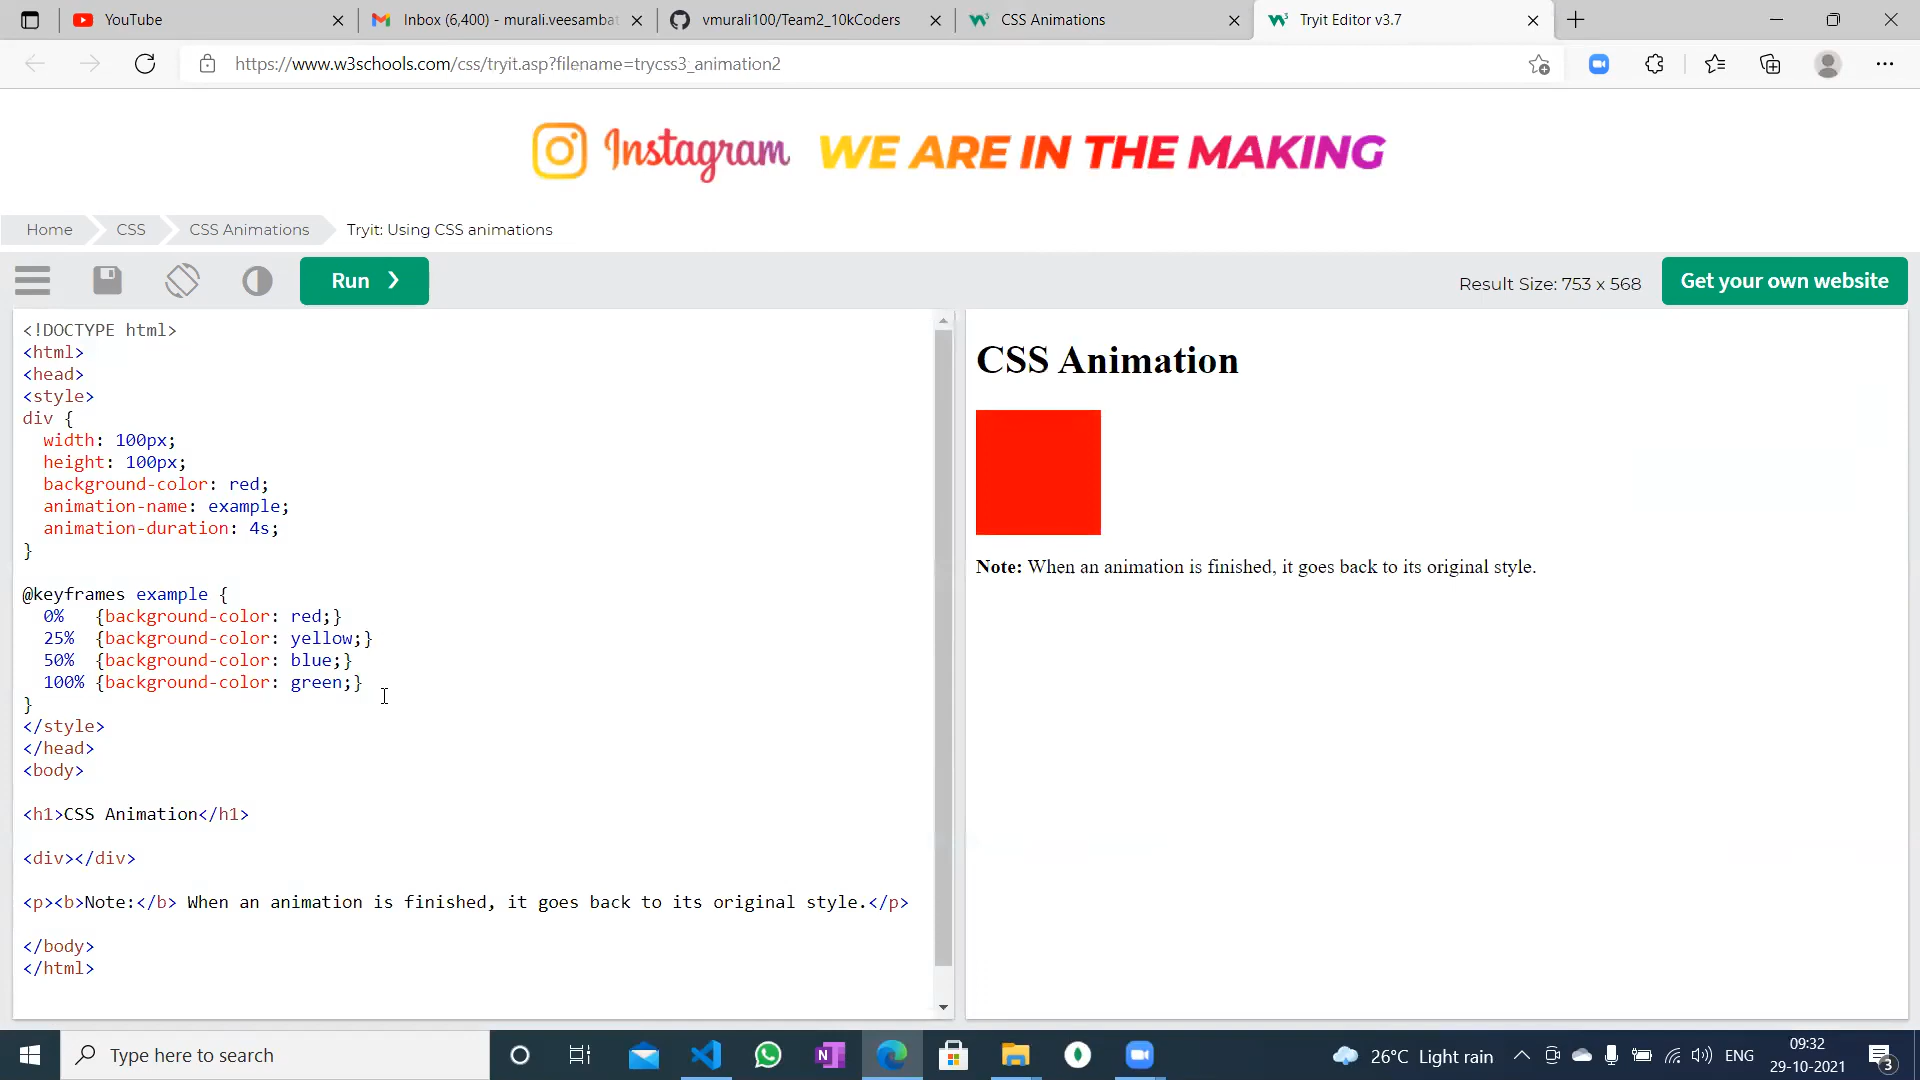 YouTube
Inbox (6,400) - murali.veesambat
vmurali100/Team2_10kCoders
CSS Animations
Tryit Editor v3.7
https://www.w3schools.com/css/tryit.asp?filename=trycss3_animation2
Instagram WE ARE IN THE MAKING
Home
CSS
CSS Animations
Tryit: Using CSS animations
Run ❯
Result Size: 753 x 568
Get your own website
<!DOCTYPE html>
<html>
<head>
<style>
div {
  width: 100px;
  height: 100px;
  background-color: red;
  animation-name: example;
  animation-duration: 4s;
}
@keyframes example {
  0%   {background-color: red;}
  25%  {background-color: yellow;}
  50%  {background-color: blue;}
  100% {background-color: green;}
}
</style>
</head>
<body>
<h1>CSS Animation</h1>
<div></div>
<p><b>Note:</b> When an animation is finished, it goes back to its original style.</p>
</body>
</html>
CSS Animation
Note: When an animation is finished, it goes back to its original style.
Type here to search
26°C Light rain
ENG
09:32
29-10-2021
3